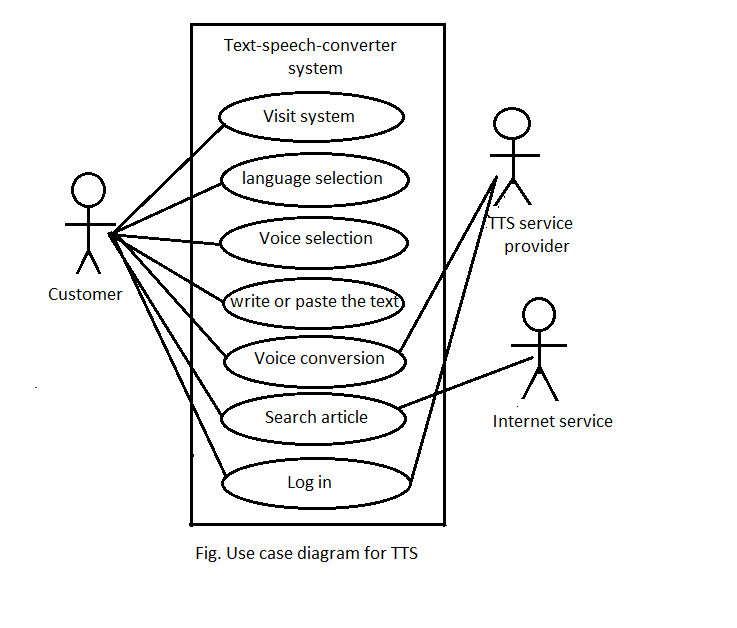 Text-speech-converter
system
Visit system
language selection
Voice selection
write or paste the text
Voice conversion
Search article
Log in
Customer
TTS service
provider
Internet service
Fig. Use case diagram for TTS